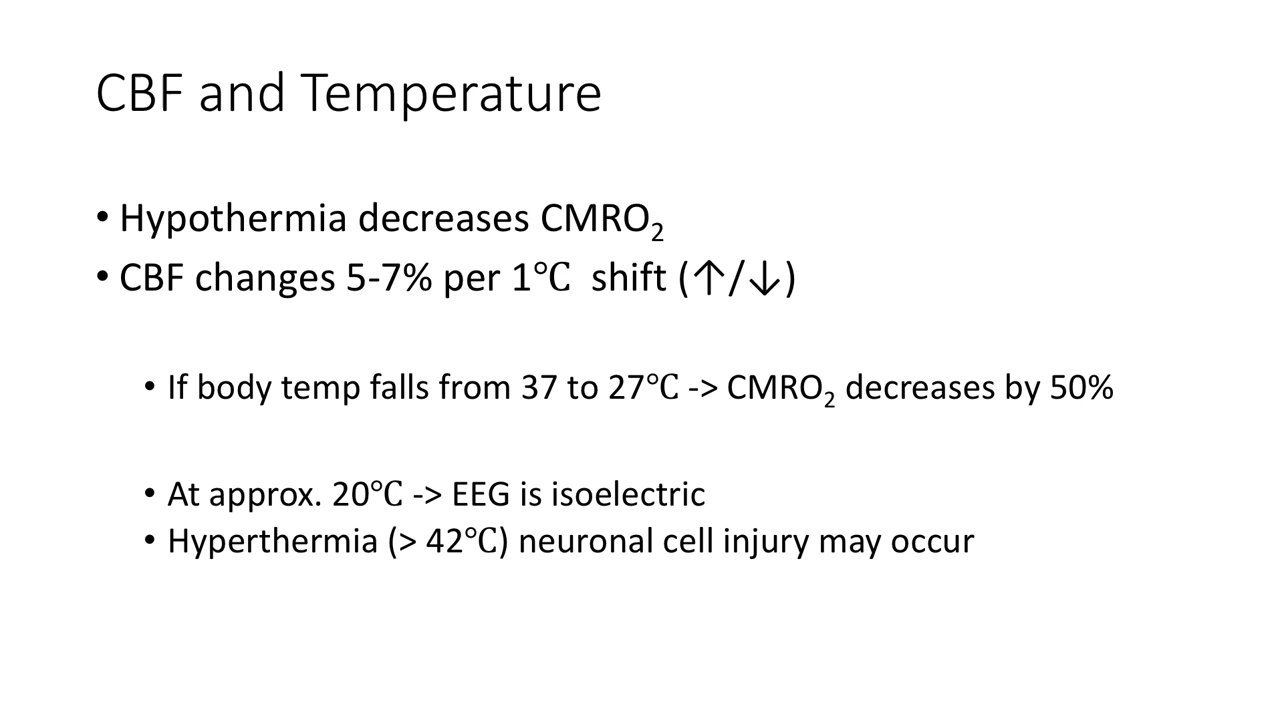 CBF and Temperature
• Hypothermia decreases CMRO₂
• CBF changes 5-7% per 1℃ shift (↑/↓)
• If body temp falls from 37 to 27℃ -> CMRO₂ decreases by 50%
• At approx. 20℃ -> EEG is isoelectric
• Hyperthermia (> 42℃) neuronal cell injury may occur